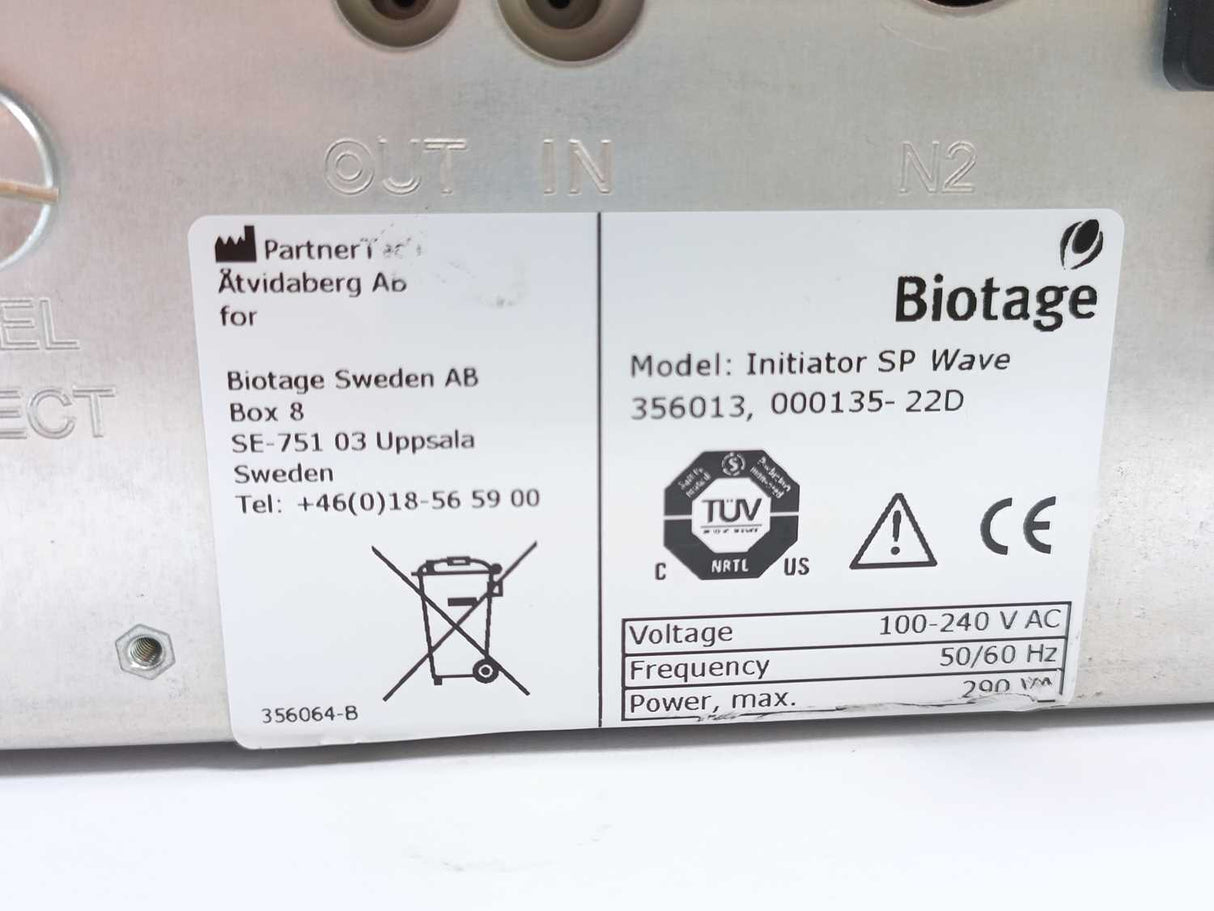 OUT IN N2
EL
ECT
Partner
Åtvidaberg Ab
for
Biotage Sweden AB
Box 8
SE-751 03 Uppsala
Sweden
Tel: +46(0)18-56 59 00
356064-B
Biotage
Model: Initiator SP Wave
356013, 000135- 22D
TÜV
NRTL
C US
CE
Voltage 100-240 V AC
Frequency 50/60 Hz
Power, max. 290